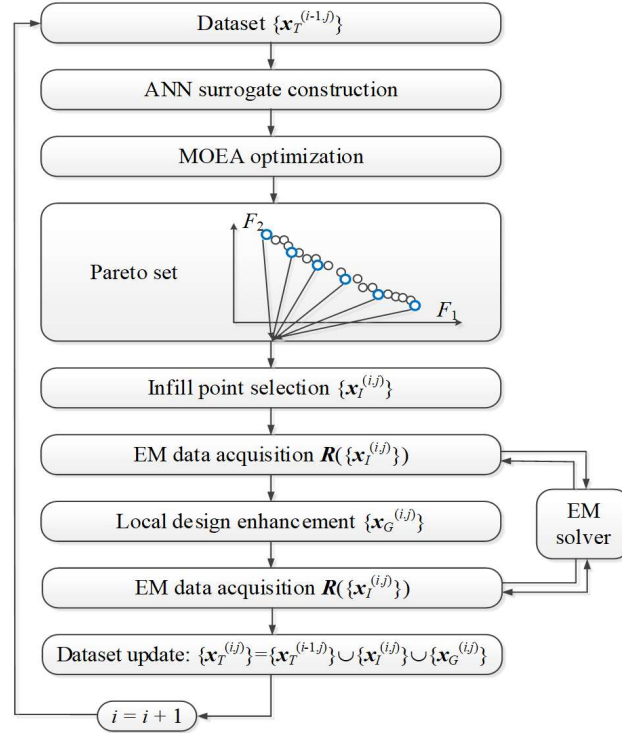 Dataset {x_T^(i-1,j)}
ANN surrogate construction
MOEA optimization
F_2
Pareto set
F_1
Infill point selection {x_I^(i,j)}
EM data acquisition R({x_I^(i,j)})
Local design enhancement {x_G^(i,j)}
EM
solver
EM data acquisition R({x_I^(i,j)})
Dataset update: {x_T^(i,j)}={x_T^(i-1,j)}∪{x_I^(i,j)}∪{x_G^(i,j)}
i = i + 1